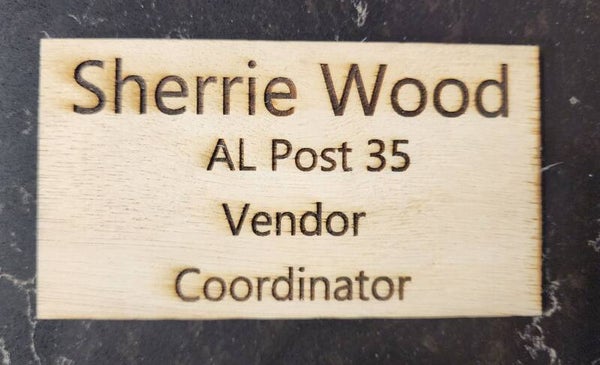 Sherrie Wood
AL Post 35
Vendor
Coordinator